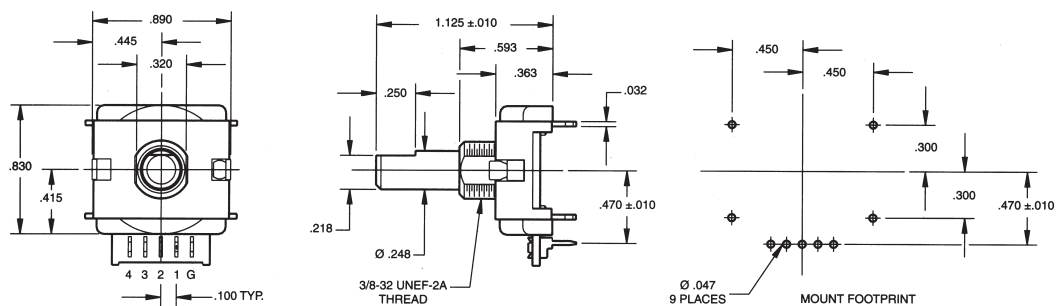 .890
.445
.320
.830
.415
4 3 2 1 G
.100 TYP.
1.125 ±.010
.593
.363
.250
.032
.218
Ø .248
.470 ±.010
3/8-32 UNEF-2A
THREAD
.450
.450
.300
.300
.470 ±.010
Ø .047
9 PLACES
MOUNT FOOTPRINT